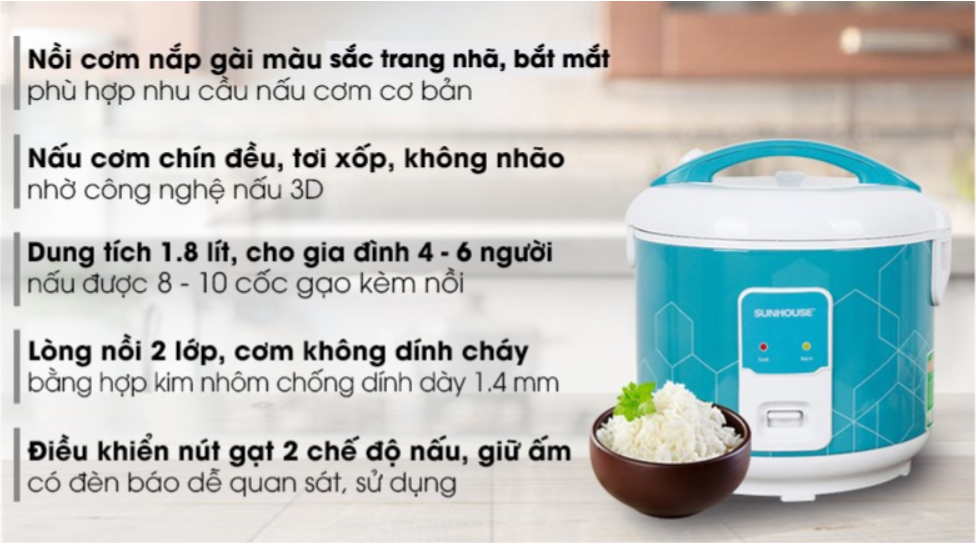 Nồi cơm nắp gài màu sắc trang nhã, bắt mắt
phù hợp nhu cầu nấu cơm cơ bản
Nấu cơm chín đều, tơi xốp, không nhão
nhờ công nghệ nấu 3D
Dung tích 1.8 lít, cho gia đình 4 - 6 người
nấu được 8 - 10 cốc gạo kèm nồi
Lòng nồi 2 lớp, cơm không dính cháy
bằng hợp kim nhôm chống dính dày 1.4 mm
Điều khiển nút gạt 2 chế độ nấu, giữ ấm
có đèn báo dễ quan sát, sử dụng
SUNHOUSE
Cook Warm